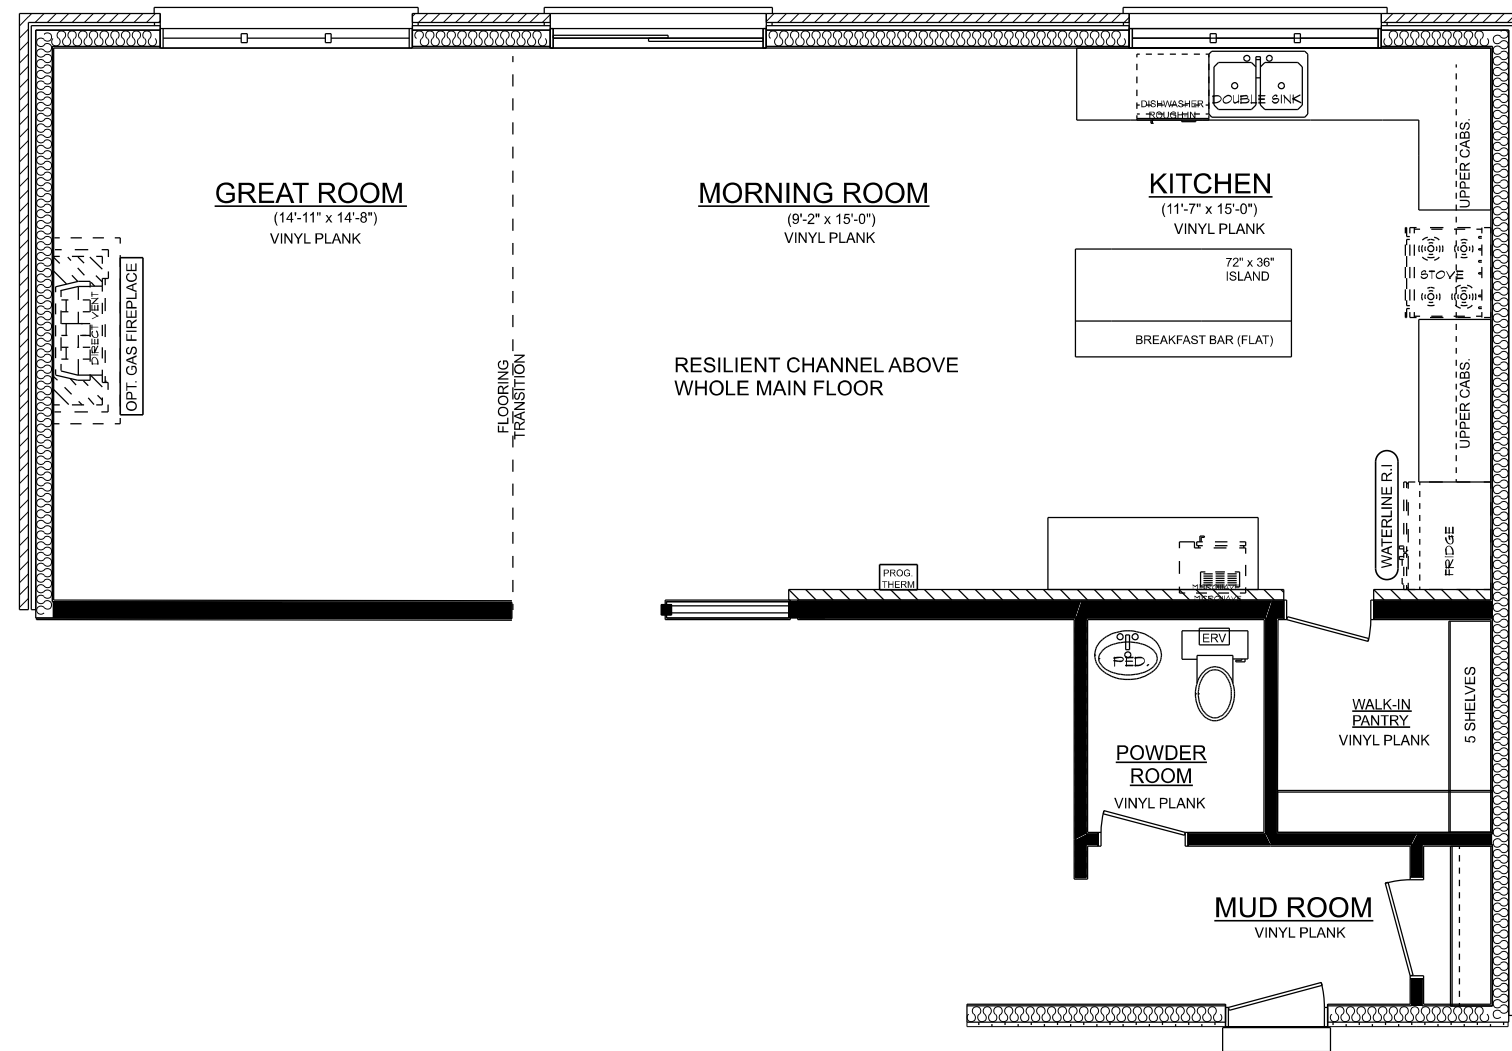 DISHWASHER
ROUGH-IN
DOUBLE SINK
UPPER CABS.
GREAT ROOM
(14'-11" x 14'-8")
VINYL PLANK
MORNING ROOM
(9'-2" x 15'-0")
VINYL PLANK
KITCHEN
(11'-7" x 15'-0")
VINYL PLANK
72" x 36"
ISLAND
BREAKFAST BAR (FLAT)
STOVE
DIRECT VENT
OPT. GAS FIREPLACE
FLOORING
TRANSITION
RESILIENT CHANNEL ABOVE
WHOLE MAIN FLOOR
UPPER CABS.
WATERLINE R.I
FRIDGE
PROG.
THERM
PED.
ERV
POWDER
ROOM
VINYL PLANK
WALK-IN
PANTRY
VINYL PLANK
5 SHELVES
MUD ROOM
VINYL PLANK